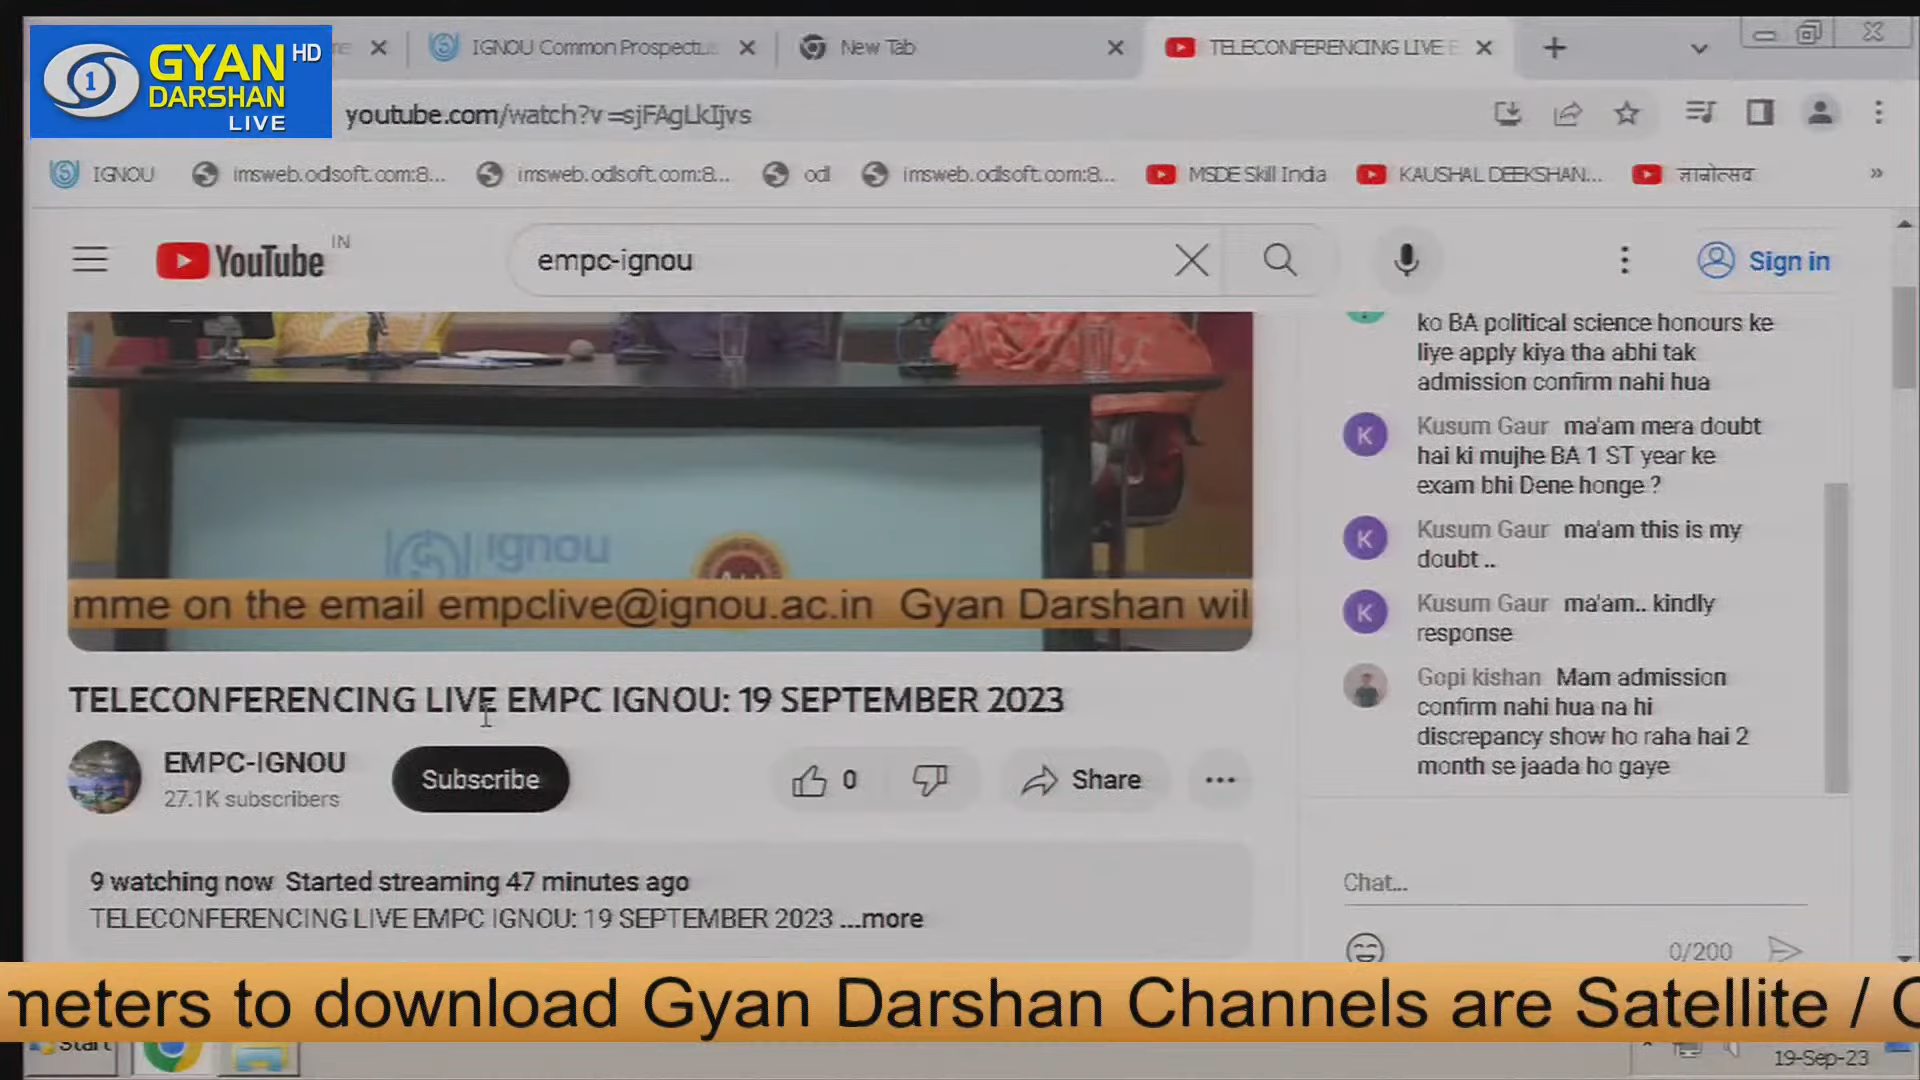 GYAN HD
DARSHAN
LIVE
1
IGNOU Common Prospectus
New Tab
TELECONFERENCING LIVE E
youtube.com/watch?v=sjFAgLkIjvs
IGNOU
imsweb.odlsoft.com:8...
imsweb.odlsoft.com:8...
odl
imsweb.odlsoft.com:8...
MSDE Skill India
KAUSHAL DEEKSHAN...
ज्ञानोत्सव
»
YouTube IN
empc-ignou
Sign in
ignou
mme on the email empclive@ignou.ac.in Gyan Darshan wil
TELECONFERENCING LIVE EMPC IGNOU: 19 SEPTEMBER 2023
EMPC-IGNOU
27.1K subscribers
Subscribe
0
Share
9 watching now Started streaming 47 minutes ago
TELECONFERENCING LIVE EMPC IGNOU: 19 SEPTEMBER 2023 ...more
ko BA political science honours ke
liye apply kiya tha abhi tak
admission confirm nahi hua
K
Kusum Gaur ma'am mera doubt
hai ki mujhe BA 1 ST year ke
exam bhi Dene honge ?
K
Kusum Gaur ma'am this is my
doubt ..
K
Kusum Gaur ma'am.. kindly
response
Gopi kishan Mam admission
confirm nahi hua na hi
discrepancy show ho raha hai 2
month se jaada ho gaye
Chat...
0/200
meters to download Gyan Darshan Channels are Satellite /
Start
19-Sep-23